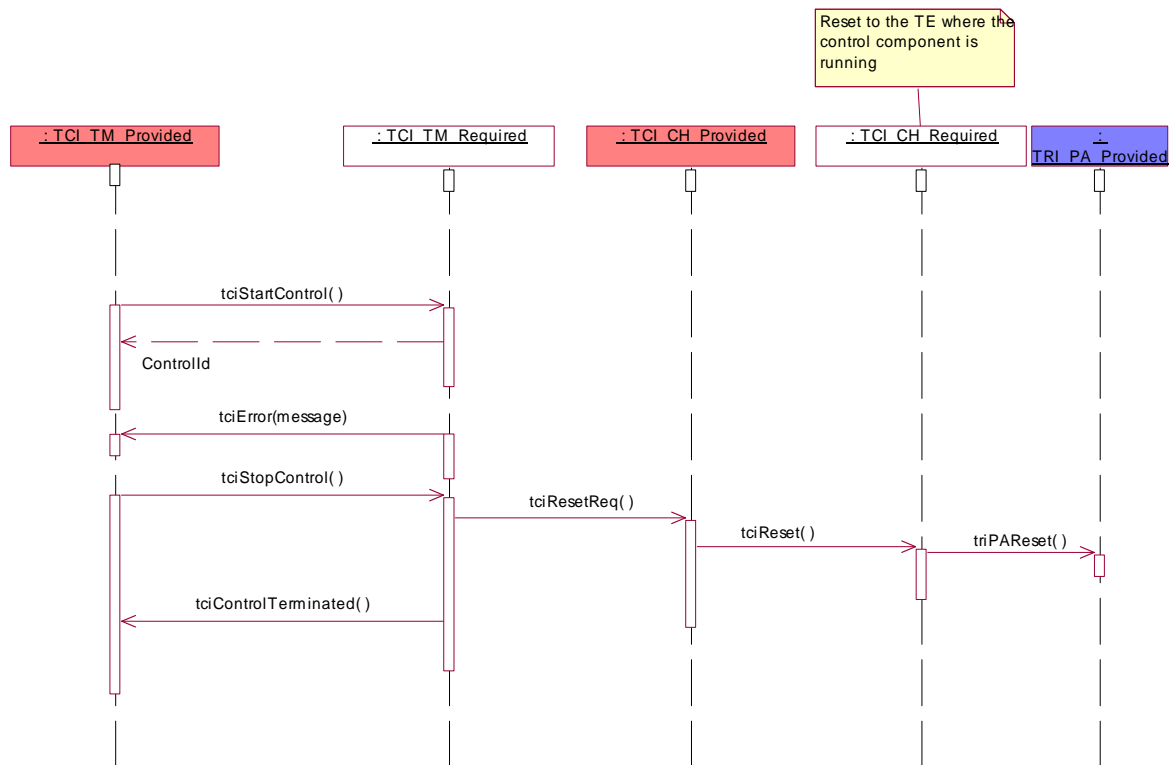 Reset to the TE where the
control component is
running
: TCI_TM_Provided
: TCI_TM_Required
: TCI_CH_Provided
: TCI_CH_Required
:
TRI_PA_Provided
tciStartControl( )
ControlId
tciError(message)
tciStopControl( )
tciResetReq( )
tciReset( )
triPAReset( )
tciControlTerminated( )